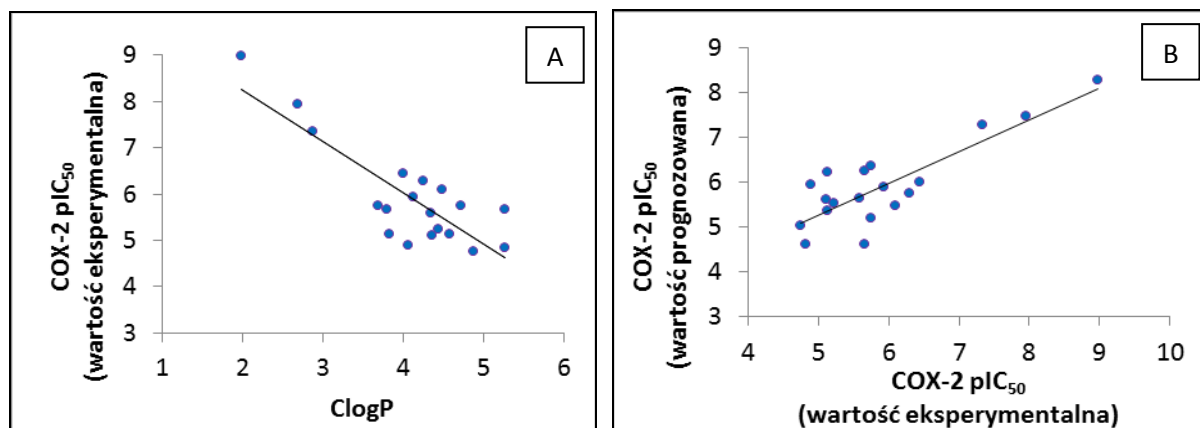 A
COX-2 pIC50
(wartość eksperymentalna)
9
8
7
6
5
4
3
1 2 3 4 5 6
ClogP
B
COX-2 pIC50
(wartość prognozowana)
9
8
7
6
5
4
3
4 5 6 7 8 9 10
COX-2 pIC50
(wartość eksperymentalna)